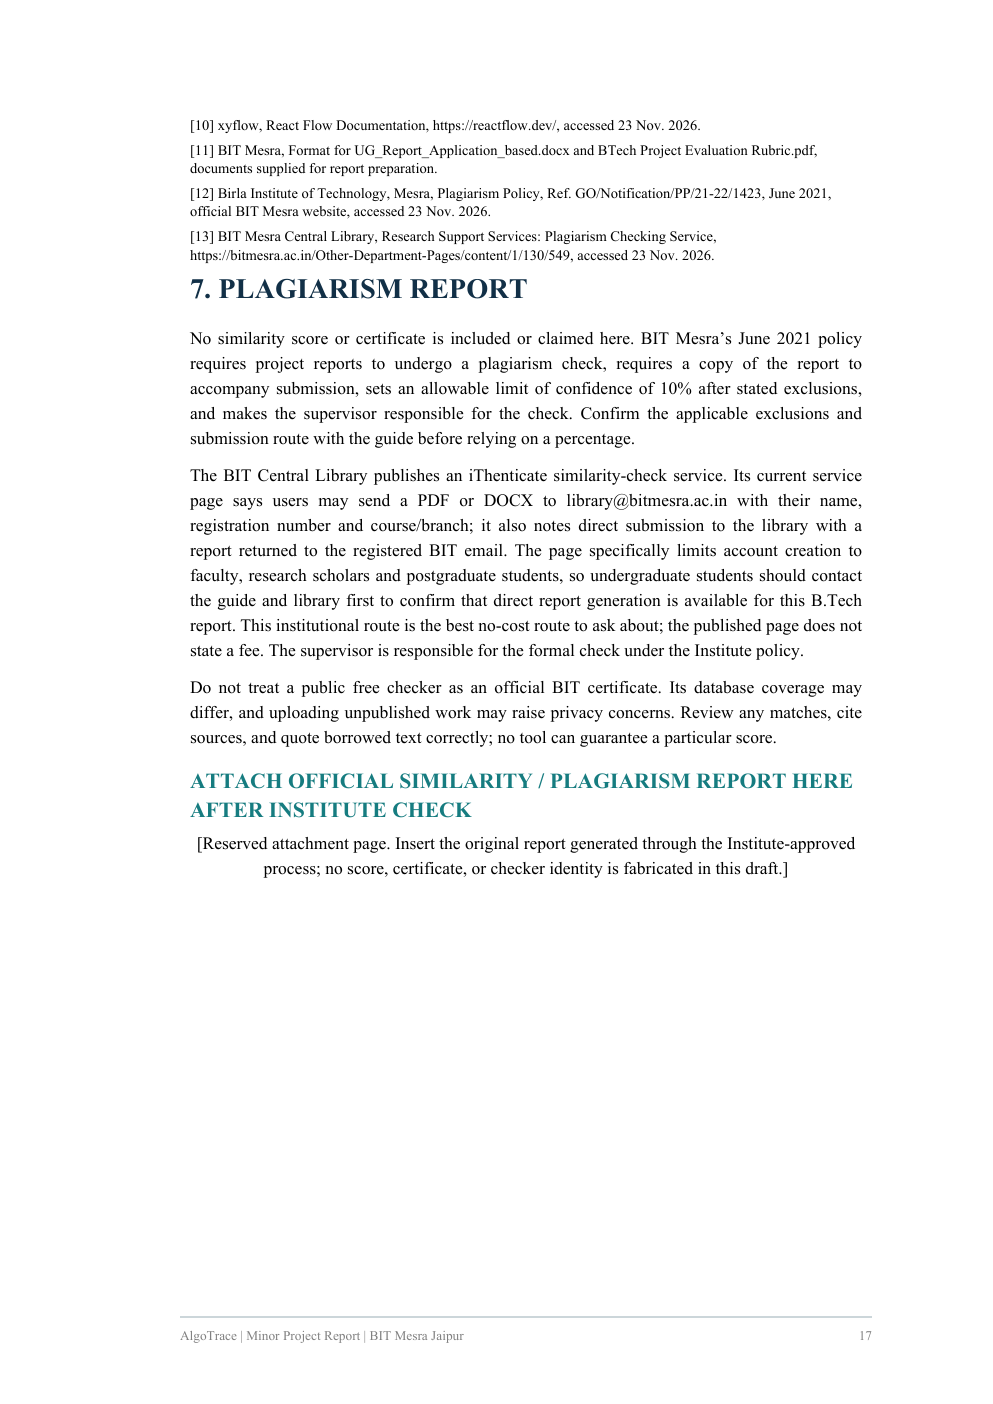 [10] xyflow, React Flow Documentation, https://reactflow.dev/, accessed 23 Nov. 2026.
[11] BIT Mesra, Format for UG_Report_Application_based.docx and BTech Project Evaluation Rubric.pdf,
documents supplied for report preparation.
[12] Birla Institute of Technology, Mesra, Plagiarism Policy, Ref. GO/Notification/PP/21-22/1423, June 2021,
official BIT Mesra website, accessed 23 Nov. 2026.
[13] BIT Mesra Central Library, Research Support Services: Plagiarism Checking Service,
https://bitmesra.ac.in/Other-Department-Pages/content/1/130/549, accessed 23 Nov. 2026.
7. PLAGIARISM REPORT
No similarity score or certificate is included or claimed here. BIT Mesra’s June 2021 policy
requires project reports to undergo a plagiarism check, requires a copy of the report to
accompany submission, sets an allowable limit of confidence of 10% after stated exclusions,
and makes the supervisor responsible for the check. Confirm the applicable exclusions and
submission route with the guide before relying on a percentage.
The BIT Central Library publishes an iThenticate similarity-check service. Its current service
page says users may send a PDF or DOCX to library@bitmesra.ac.in with their name,
registration number and course/branch; it also notes direct submission to the library with a
report returned to the registered BIT email. The page specifically limits account creation to
faculty, research scholars and postgraduate students, so undergraduate students should contact
the guide and library first to confirm that direct report generation is available for this B.Tech
report. This institutional route is the best no-cost route to ask about; the published page does not
state a fee. The supervisor is responsible for the formal check under the Institute policy.
Do not treat a public free checker as an official BIT certificate. Its database coverage may
differ, and uploading unpublished work may raise privacy concerns. Review any matches, cite
sources, and quote borrowed text correctly; no tool can guarantee a particular score.
ATTACH OFFICIAL SIMILARITY / PLAGIARISM REPORT HERE
AFTER INSTITUTE CHECK
[Reserved attachment page. Insert the original report generated through the Institute-approved
process; no score, certificate, or checker identity is fabricated in this draft.]
AlgoTrace | Minor Project Report | BIT Mesra Jaipur 17